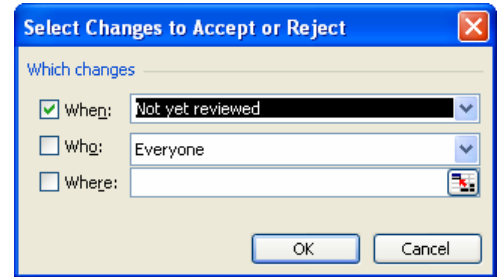 Select Changes to Accept or Reject
Which changes
When: Not yet reviewed
Who: Everyone
Where:
OK Cancel